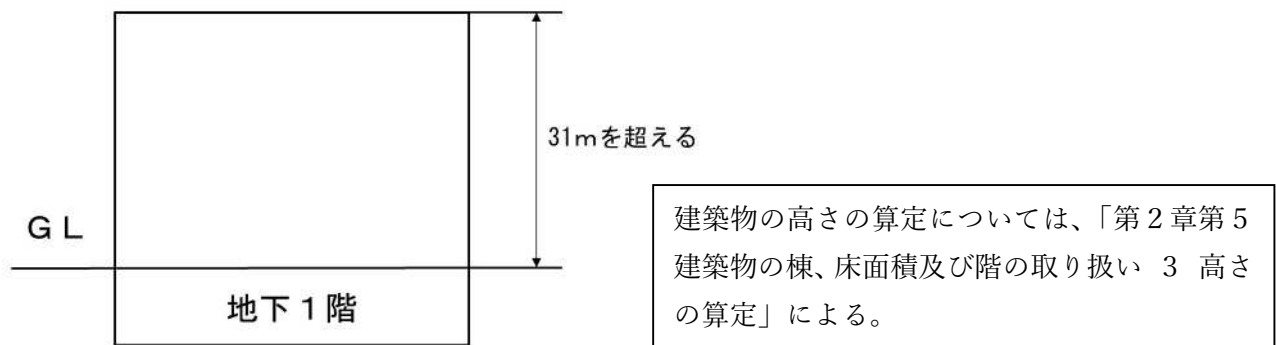 31mを超える
GL
地下1階
建築物の高さの算定については、「第2章第5
建築物の棟、床面積及び階の取り扱い 3 高さ
の算定」による。